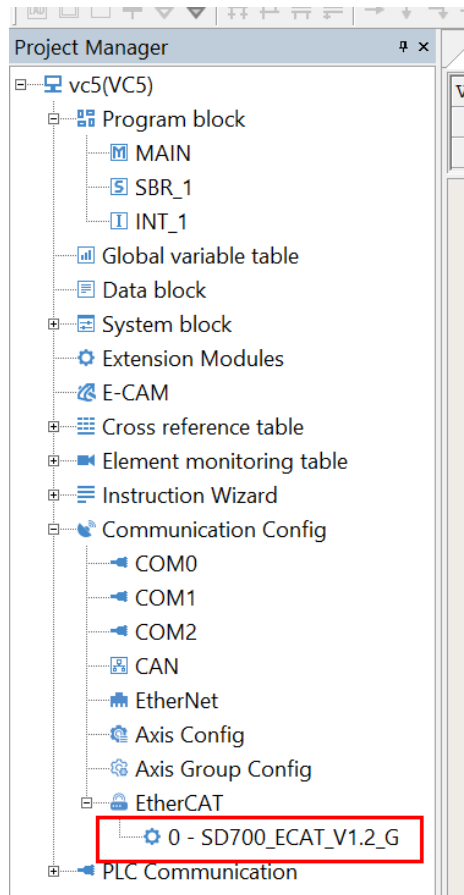 Project Manager
V
vc5(VC5)
Program block
M MAIN
S SBR_1
I INT_1
Global variable table
Data block
System block
Extension Modules
E-CAM
Cross reference table
Element monitoring table
Instruction Wizard
Communication Config
COM0
COM1
COM2
CAN
EtherNet
Axis Config
Axis Group Config
EtherCAT
0 - SD700_ECAT_V1.2_G
PLC Communication